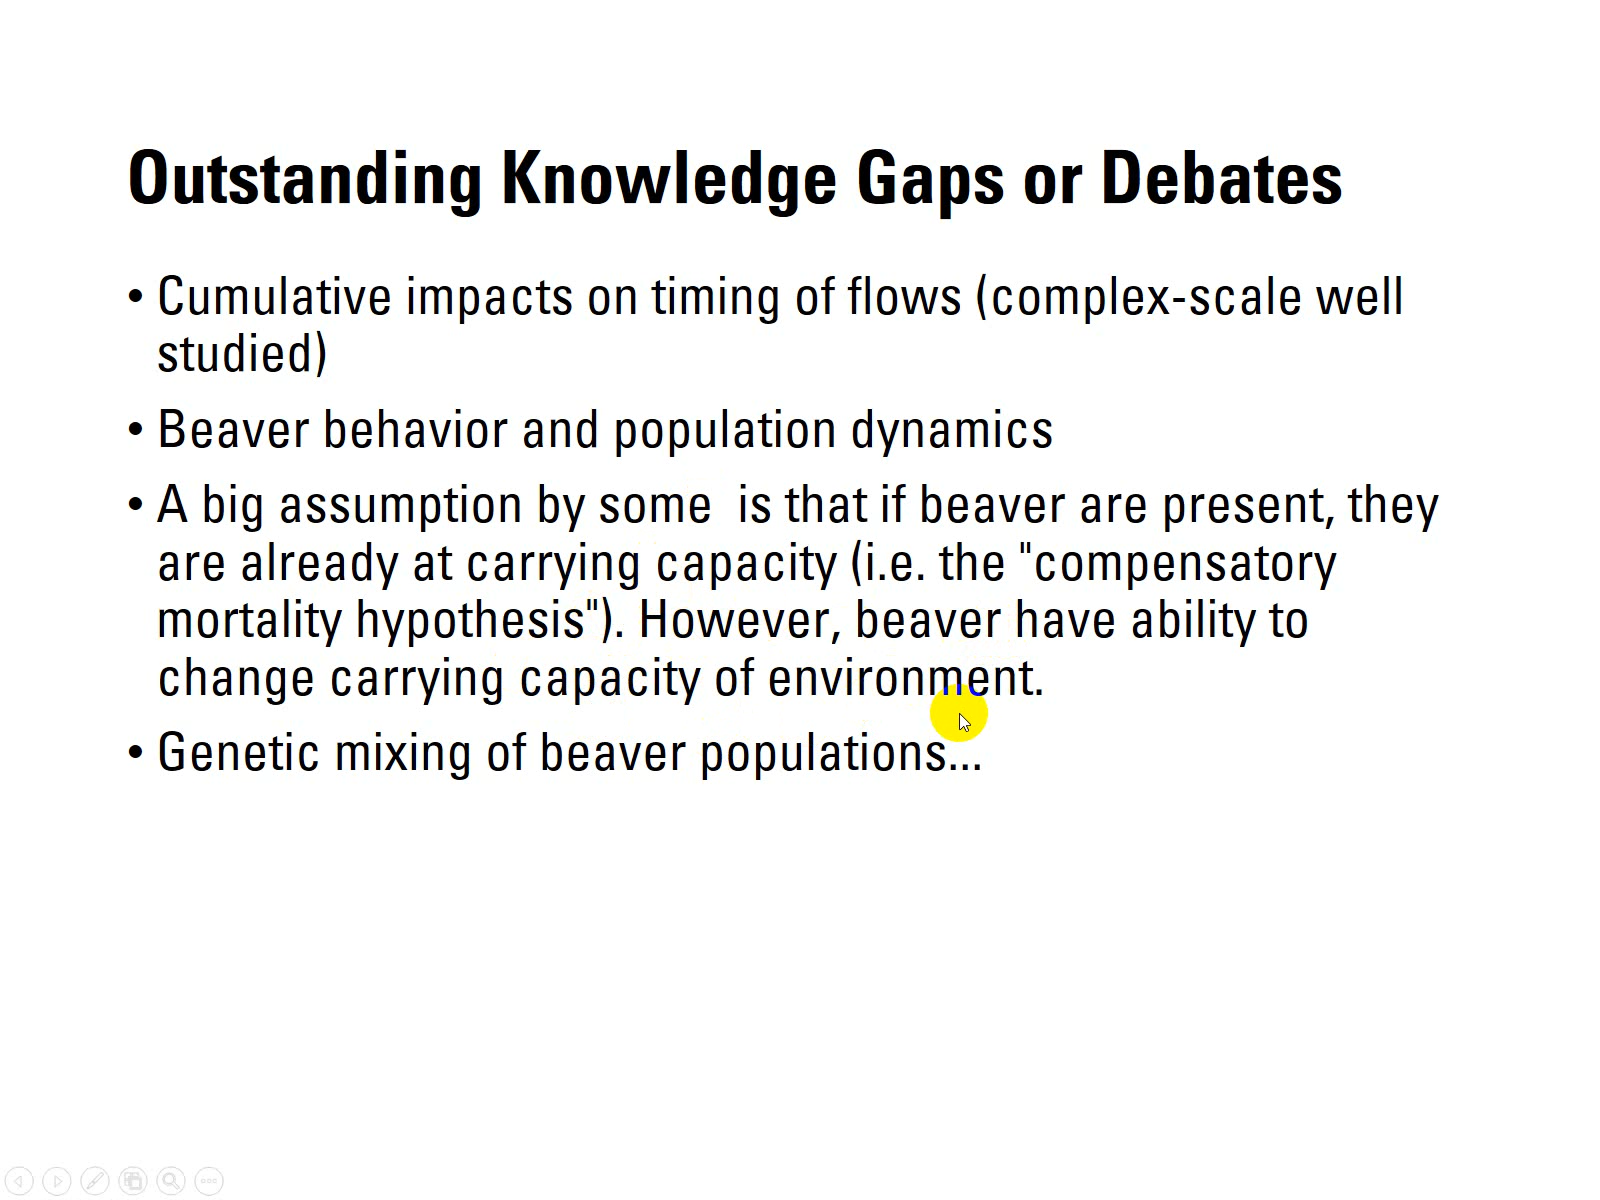 Outstanding Knowledge Gaps or Debates
• Cumulative impacts on timing of flows (complex-scale well
studied)
• Beaver behavior and population dynamics
• A big assumption by some  is that if beaver are present, they
are already at carrying capacity (i.e. the "compensatory
mortality hypothesis"). However, beaver have ability to
change carrying capacity of environment.
• Genetic mixing of beaver populations...